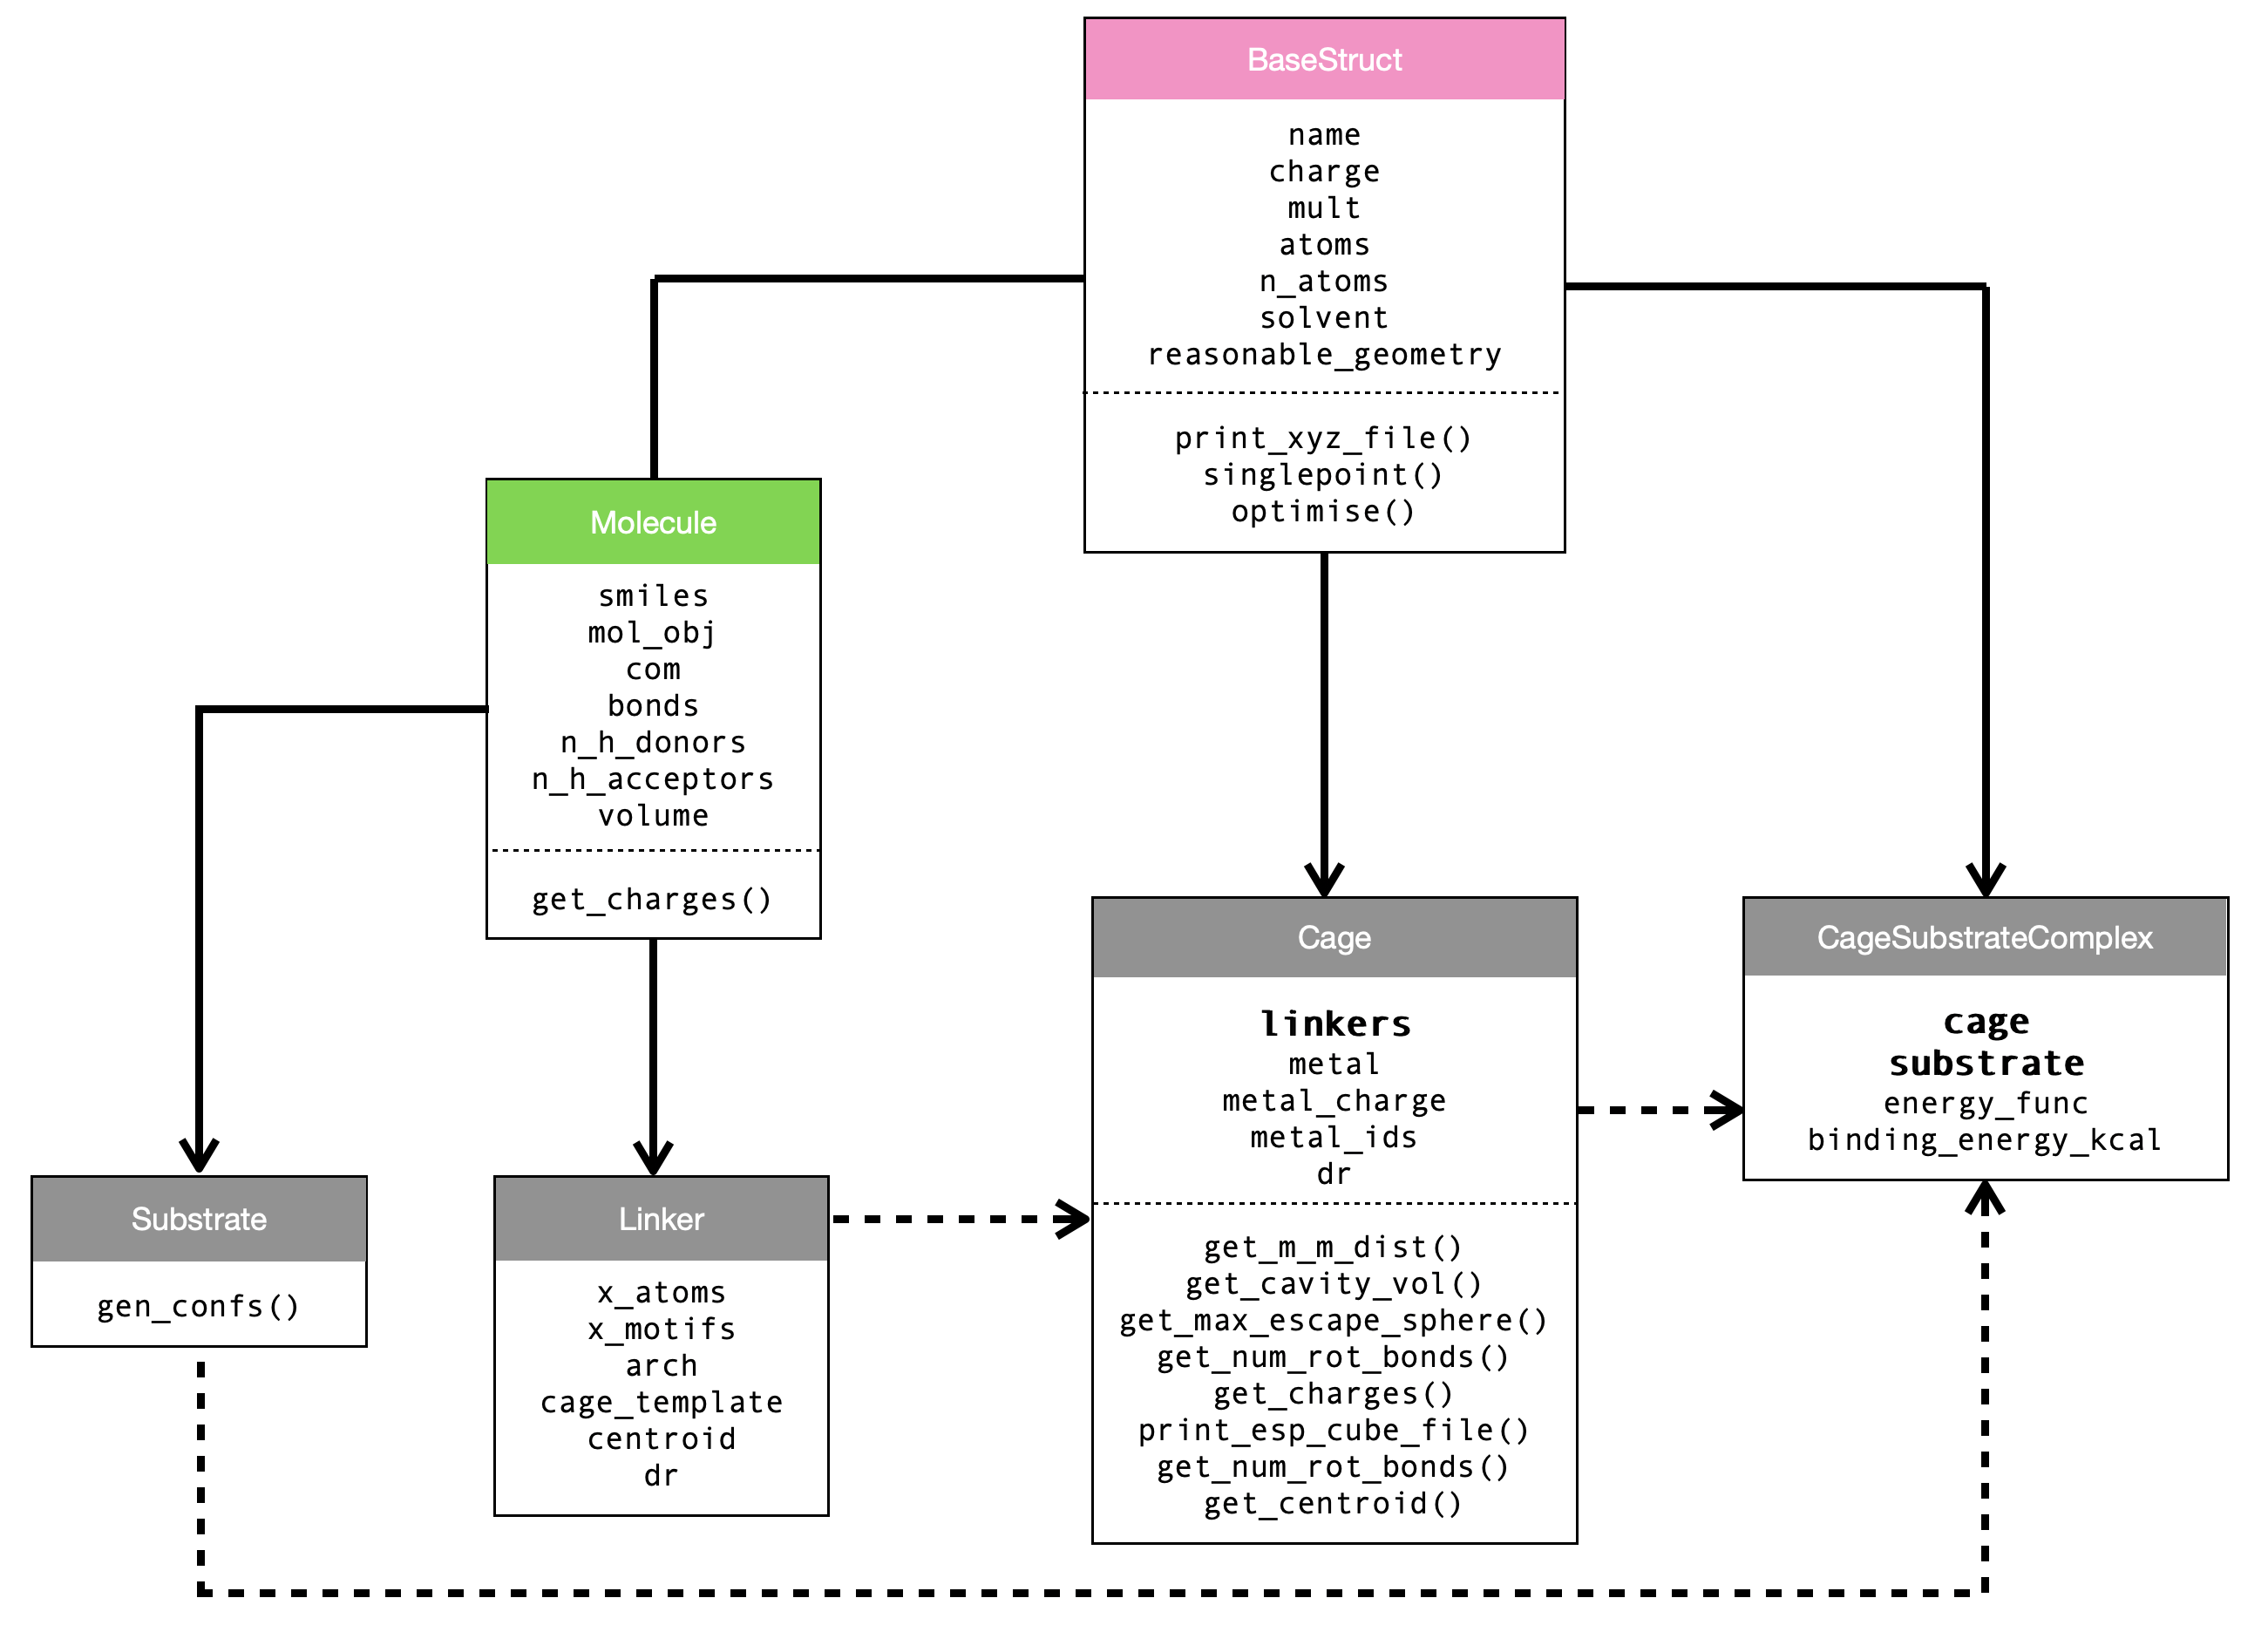 BaseStruct
name
charge
mult
atoms
n_atoms
solvent
reasonable_geometry
print_xyz_file()
singlepoint()
optimise()
Molecule
smiles
mol_obj
com
bonds
n_h_donors
n_h_acceptors
volume
get_charges()
Substrate
gen_confs()
Linker
x_atoms
x_motifs
arch
cage_template
centroid
dr
Cage
linkers
metal
metal_charge
metal_ids
dr
get_m_m_dist()
get_cavity_vol()
get_max_escape_sphere()
get_num_rot_bonds()
get_charges()
print_esp_cube_file()
get_num_rot_bonds()
get_centroid()
CageSubstrateComplex
cage
substrate
energy_func
binding_energy_kcal